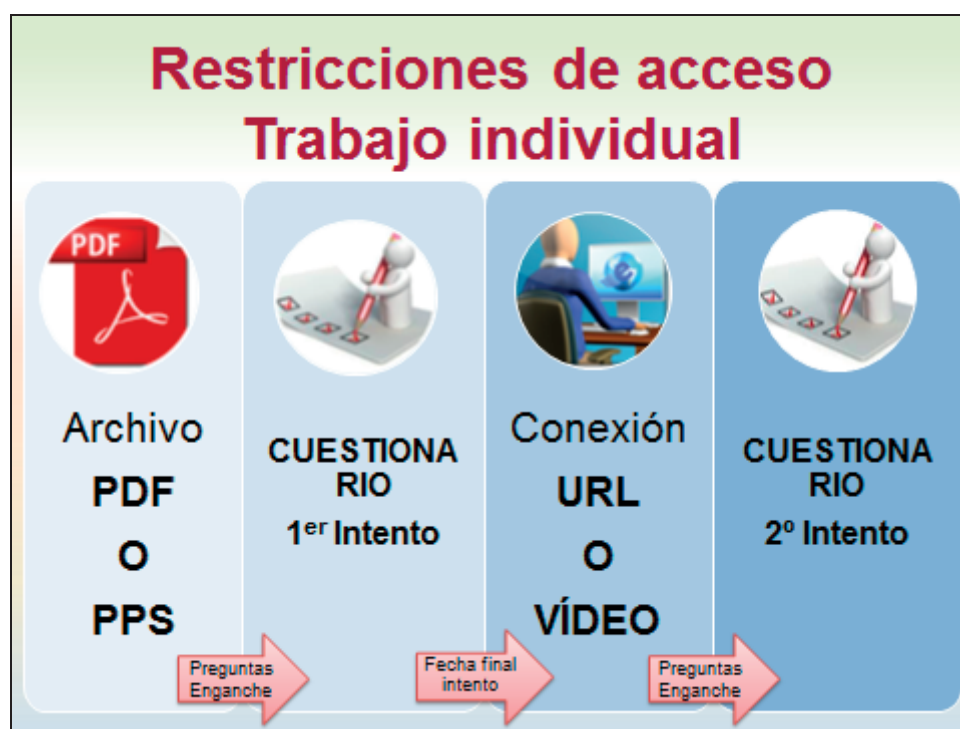 Restricciones de acceso
Trabajo individual
PDF
Archivo
PDF
O
PPS
CUESTIONA
RIO
1er Intento
Conexión
URL
O
VÍDEO
CUESTIONA
RIO
2º Intento
Preguntas
Enganche
Fecha final
intento
Preguntas
Enganche